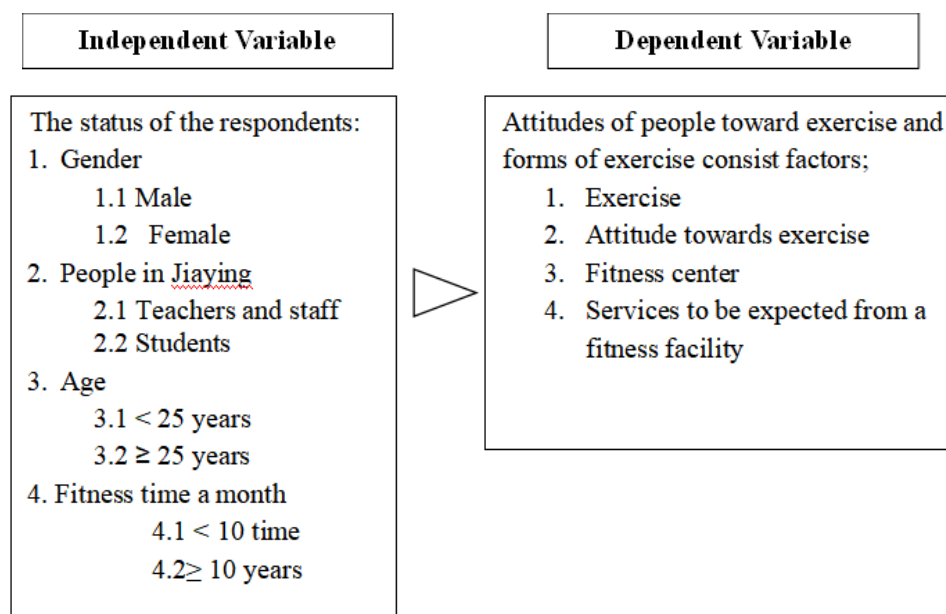 Independent Variable
Dependent Variable
The status of the respondents:
1. Gender
1.1 Male
1.2 Female
2. People in Jiaying
2.1 Teachers and staff
2.2 Students
3. Age
3.1 < 25 years
3.2 ≥ 25 years
4. Fitness time a month
4.1 < 10 time
4.2≥ 10 years
Attitudes of people toward exercise and
forms of exercise consist factors;
1. Exercise
2. Attitude towards exercise
3. Fitness center
4. Services to be expected from a
fitness facility